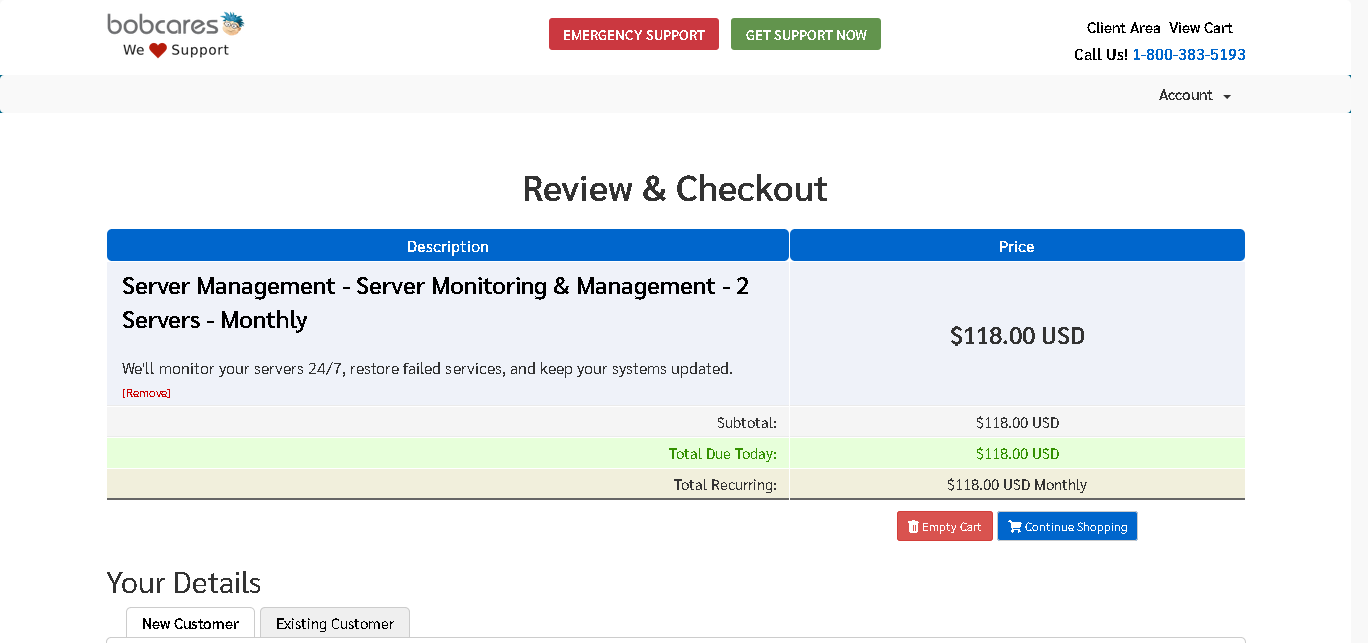 bobcares
We Support
EMERGENCY SUPPORT
GET SUPPORT NOW
Client Area View Cart
Call Us! 1-800-383-5193
Account
Review & Checkout
Description Price
Server Management - Server Monitoring & Management - 2
Servers - Monthly
$118.00 USD
We'll monitor your servers 24/7, restore failed services, and keep your systems updated.
[Remove]
Subtotal: $118.00 USD
Total Due Today: $118.00 USD
Total Recurring: $118.00 USD Monthly
Empty Cart Continue Shopping
Your Details
New Customer Existing Customer